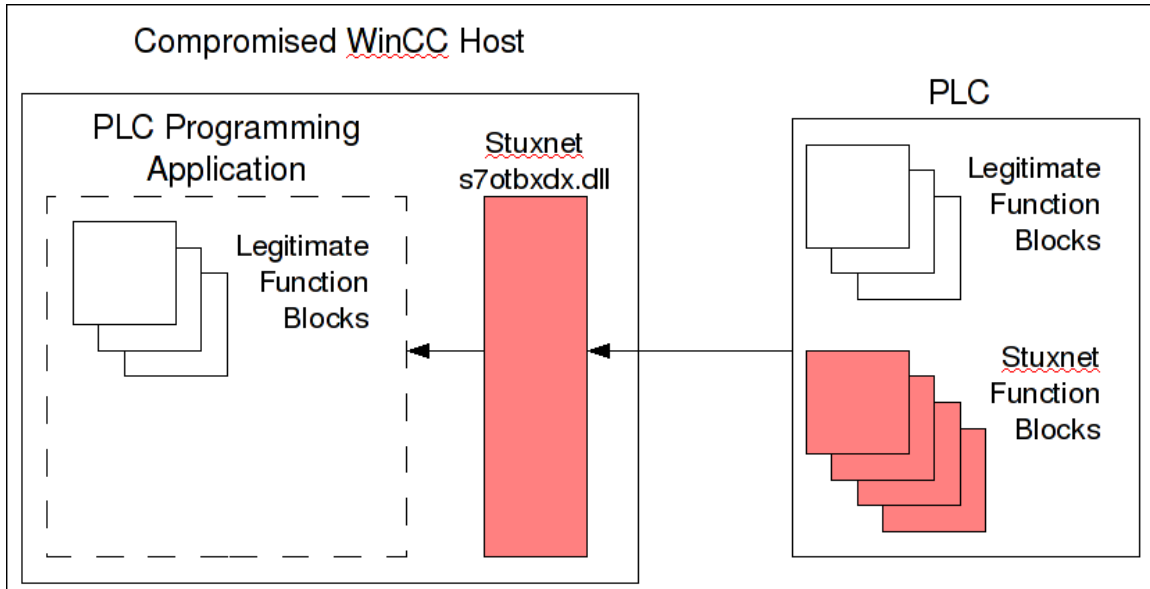 Compromised WinCC Host
PLC
PLC Programming
Application
Stuxnet
s7otbxdx.dll
Legitimate
Function
Blocks
Legitimate
Function
Blocks
Stuxnet
Function
Blocks